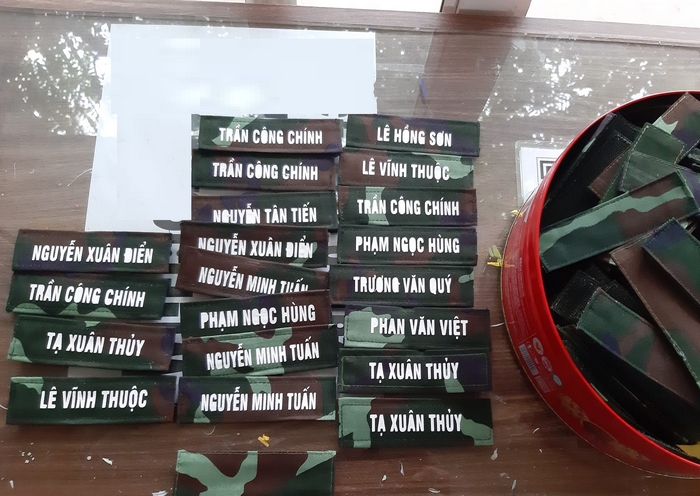 NGUYỄN XUÂN ĐIỂN
TRẦN CÔNG CHÍNH
TẠ XUÂN THỦY
LÊ VĨNH THUỘC
TRẦN CÔNG CHÍNH
TRẦN CÔNG CHÍNH
NGUYỄN TÂN TIẾN
NGUYỄN XUÂN ĐIỂN
NGUYỄN MINH TUẤN
PHẠM NGỌC HÙNG
NGUYỄN MINH TUẤN
NGUYỄN MINH TUẤN
LÊ HỒNG SƠN
LÊ VĨNH THUỘC
TRẦN CÔNG CHÍNH
PHẠM NGỌC HÙNG
TRƯƠNG VĂN QUÝ
PHAN VĂN VIỆT
TẠ XUÂN THỦY
TẠ XUÂN THỦY